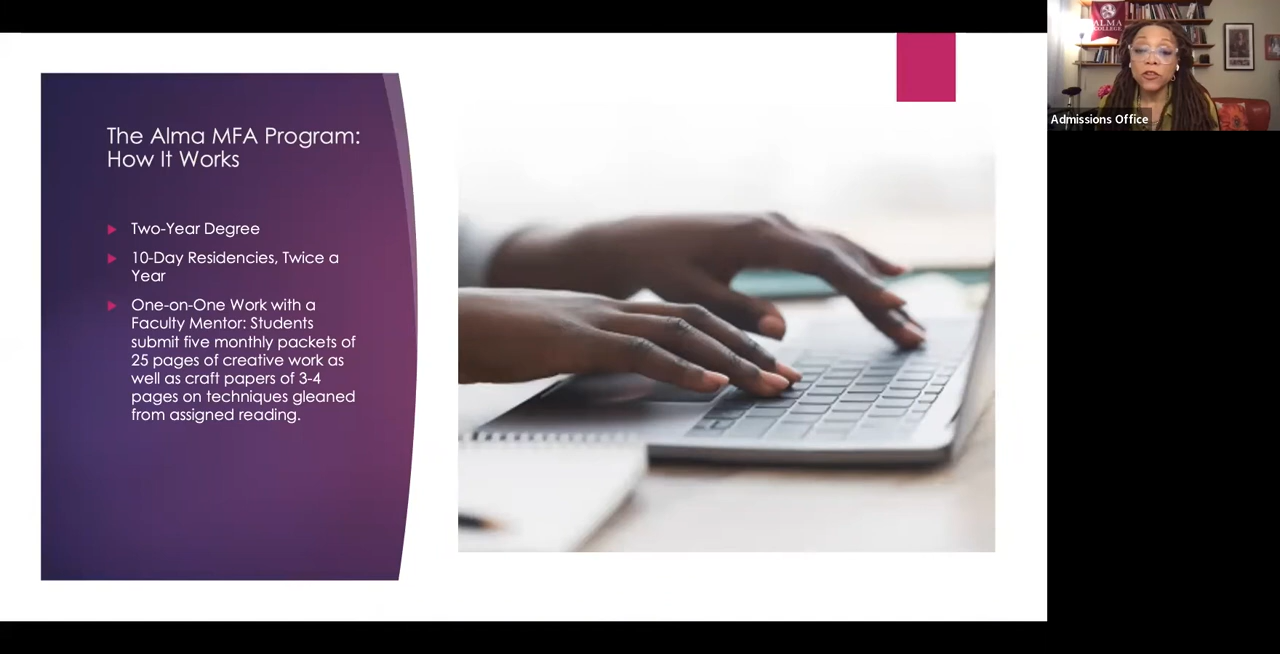 The Alma MFA Program:
How It Works
Two-Year Degree
10-Day Residencies, Twice a
Year
One-on-One Work with a
Faculty Mentor: Students
submit five monthly packets of
25 pages of creative work as
well as craft papers of 3-4
pages on techniques gleaned
from assigned reading.
ALMA
COLLEGE
Admissions Office